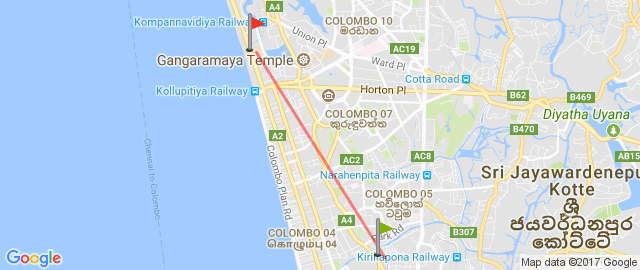 A4
Kompannavidiya Railway
COLOMBO 10
මරදාන
Union Pl
AC19
Gangaramaya Temple
Ward Pl
Cotta Road
Kollupitiya Railway
Horton Pl
B62
B469
COLOMBO 07
කුරුඳුවත්ත
Diyatha Uyana
B470
A2
Chennai to Colombo
Colombo Plan Rd
AC2
AC8
AB15
Narahenpita Railway
Sri Jayawardenepu
Kotte
ශ්‍රී
ජයවර්ධනපුර
කෝට්ටේ
COLOMBO 05
හව්ලොක්
ටවුම
A4
Park Rd
B307
COLOMBO 04
கொழும்பு 04
Kirillapona Railway
Google
Map data ©2017 Google